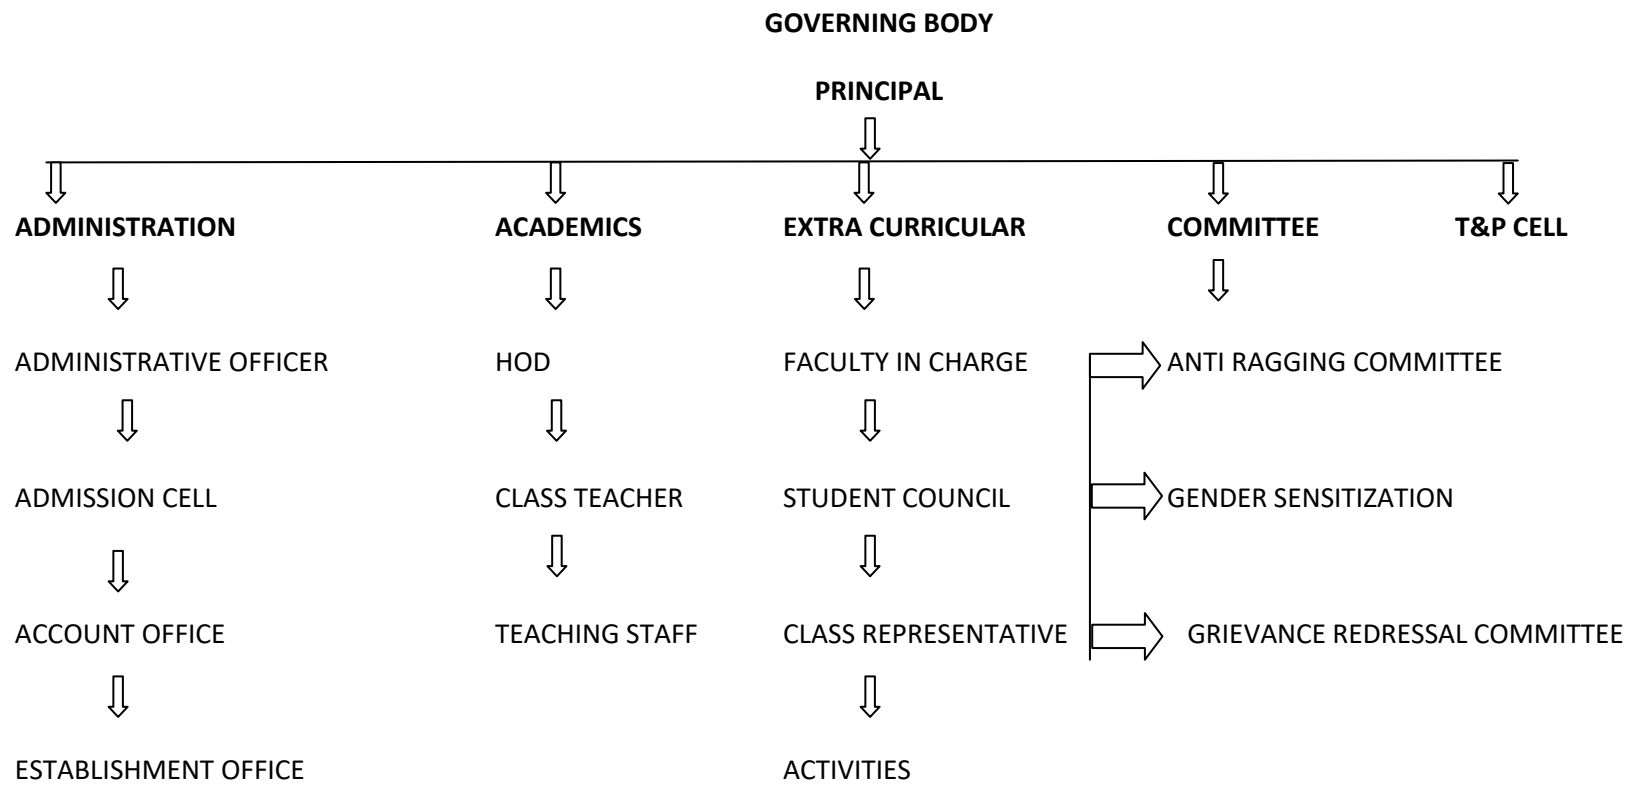 GOVERNING BODY
PRINCIPAL
ADMINISTRATION ACADEMICS EXTRA CURRICULAR COMMITTEE T&P CELL
ADMINISTRATIVE OFFICER HOD FACULTY IN CHARGE ANTI RAGGING COMMITTEE
ADMISSION CELL CLASS TEACHER STUDENT COUNCIL GENDER SENSITIZATION
ACCOUNT OFFICE TEACHING STAFF CLASS REPRESENTATIVE GRIEVANCE REDRESSAL COMMITTEE
ESTABLISHMENT OFFICE ACTIVITIES